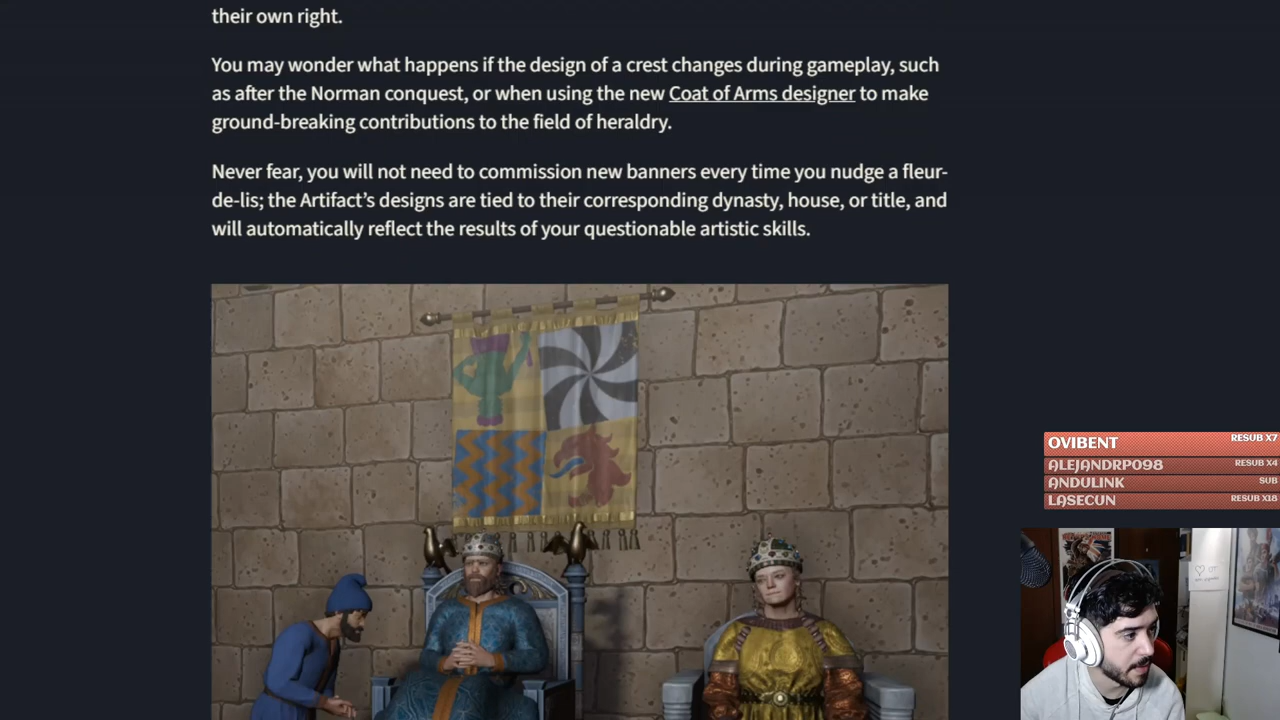 their own right.
You may wonder what happens if the design of a crest changes during gameplay, such
as after the Norman conquest, or when using the new Coat of Arms designer to make
ground-breaking contributions to the field of heraldry.
Never fear, you will not need to commission new banners every time you nudge a fleur-
de-lis; the Artifact’s designs are tied to their corresponding dynasty, house, or title, and
will automatically reflect the results of your questionable artistic skills.
OVIBENT RESUB X7
ALEJANDRP098 RESUB X4
ANDULINK SUB
LASECUN RESUB X18